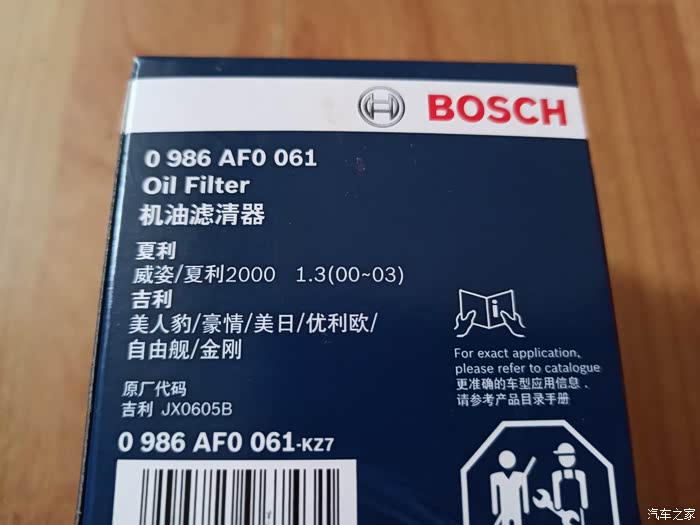 BOSCH
0 986 AF0 061
Oil Filter
机油滤清器
夏利
威姿/夏利2000 1.3(00~03)
吉利
美人豹/豪情/美日/优利欧/
自由舰/金刚
For exact application,
please refer to catalogue
更准确的车型应用信息、
请参考产品目录手册
原厂代码
吉利 JX0605B
0 986 AF0 061-KZ7
汽车之家